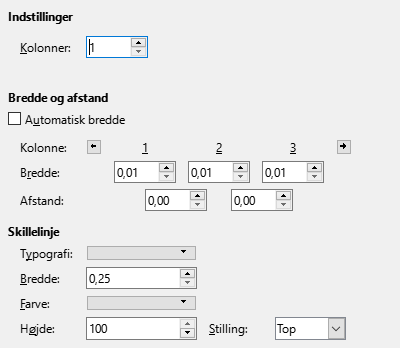 Indstillinger
Kolonner: 1
Bredde og afstand
Automatisk bredde
Kolonne: 1 2 3
Bredde: 0,01 0,01 0,01
Afstand: 0,00 0,00
Skillelinje
Typografi:
Bredde: 0,25
Farve:
Højde: 100 Stilling: Top